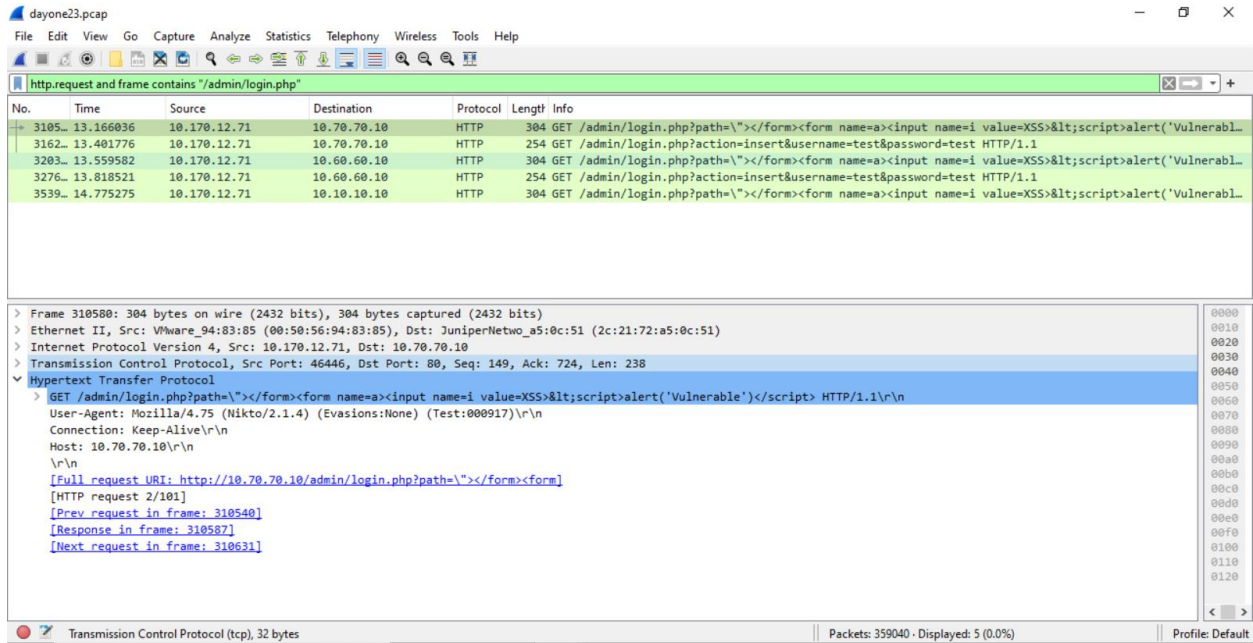 dayone23.pcap
File Edit View Go Capture Analyze Statistics Telephony Wireless Tools Help
http.request and frame contains "/admin/login.php"
No. Time Source Destination Protocol Length Info
3105… 13.166036 10.170.12.71 10.70.70.10 HTTP 304 GET /admin/login.php?path=\"></form><form name=a><input name=i value=XSS>&lt;script>alert('Vulnerabl…
3162… 13.401776 10.170.12.71 10.70.70.10 HTTP 254 GET /admin/login.php?action=insert&username=test&password=test HTTP/1.1
3203… 13.559582 10.170.12.71 10.60.60.10 HTTP 304 GET /admin/login.php?path=\"></form><form name=a><input name=i value=XSS>&lt;script>alert('Vulnerabl…
3276… 13.818521 10.170.12.71 10.60.60.10 HTTP 254 GET /admin/login.php?action=insert&username=test&password=test HTTP/1.1
3539… 14.775275 10.170.12.71 10.10.10.10 HTTP 304 GET /admin/login.php?path=\"></form><form name=a><input name=i value=XSS>&lt;script>alert('Vulnerabl…
> Frame 310580: 304 bytes on wire (2432 bits), 304 bytes captured (2432 bits)
> Ethernet II, Src: VMware_94:83:85 (00:50:56:94:83:85), Dst: JuniperNetwo_a5:0c:51 (2c:21:72:a5:0c:51)
> Internet Protocol Version 4, Src: 10.170.12.71, Dst: 10.70.70.10
> Transmission Control Protocol, Src Port: 46446, Dst Port: 80, Seq: 149, Ack: 724, Len: 238
Hypertext Transfer Protocol
> GET /admin/login.php?path=\"></form><form name=a><input name=i value=XSS>&lt;script>alert('Vulnerable')</script> HTTP/1.1\r\n
User-Agent: Mozilla/4.75 (Nikto/2.1.4) (Evasions:None) (Test:000917)\r\n
Connection: Keep-Alive\r\n
Host: 10.70.70.10\r\n
\r\n
[Full request URI: http://10.70.70.10/admin/login.php?path=\"></form><form]
[HTTP request 2/101]
[Prev request in frame: 310540]
[Response in frame: 310587]
[Next request in frame: 310631]
0000
0010
0020
0030
0040
0050
0060
0070
0080
0090
00a0
00b0
00c0
00d0
00e0
00f0
0100
0110
0120
Transmission Control Protocol (tcp), 32 bytes
Packets: 359040 · Displayed: 5 (0.0%)
Profile: Default